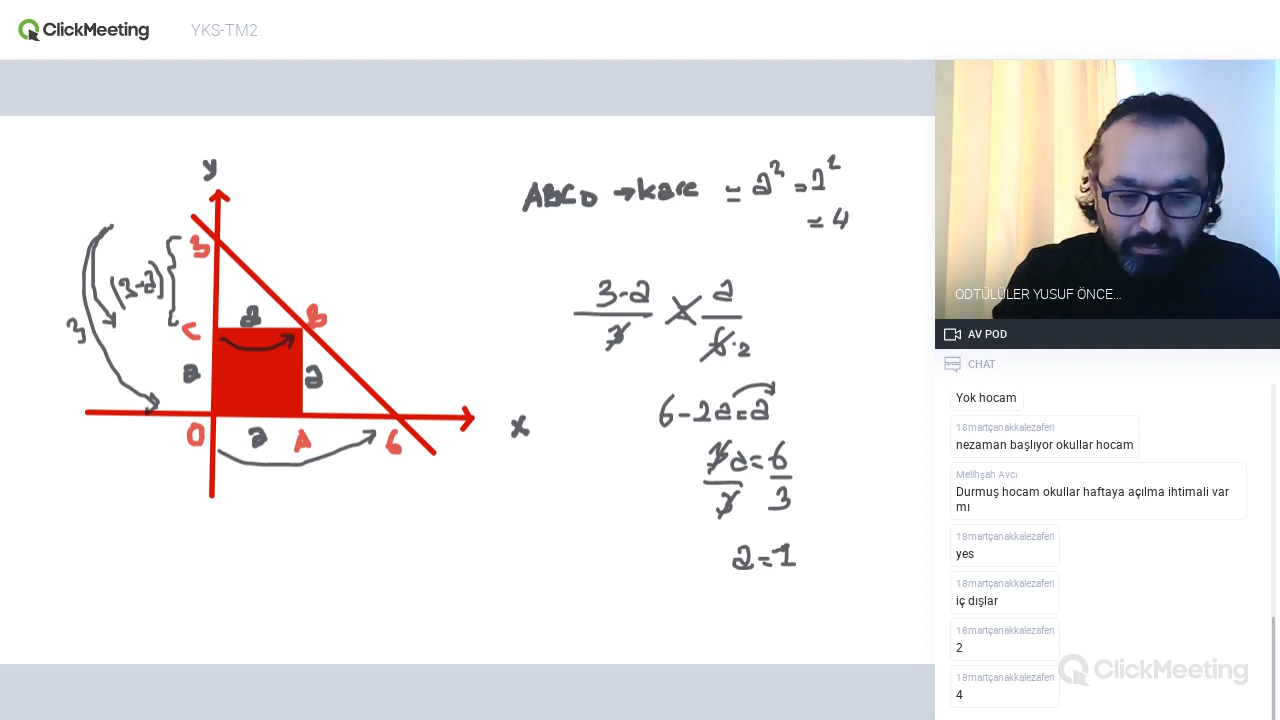 ClickMeeting
YKS-TM2
y
ABCD → kare = a² = 1²
= 4
3
(3-a)
3
C
a
B
a
a
O
a
A
6
x
3-a a
3 6·2
6-2a=a
3a=6
3 3
a=1
ODTÜLÜLER YUSUF ÖNCE...
AV POD
CHAT
Yok hocam
18martçanakkalezaferi
nezaman başlıyor okullar hocam
Melihşah Avcı
Durmuş hocam okullar haftaya açılma ihtimali var
mı
18martçanakkalezaferi
yes
18martçanakkalezaferi
iç dışlar
18martçanakkalezaferi
2
18martçanakkalezaferi
4
ClickMeeting